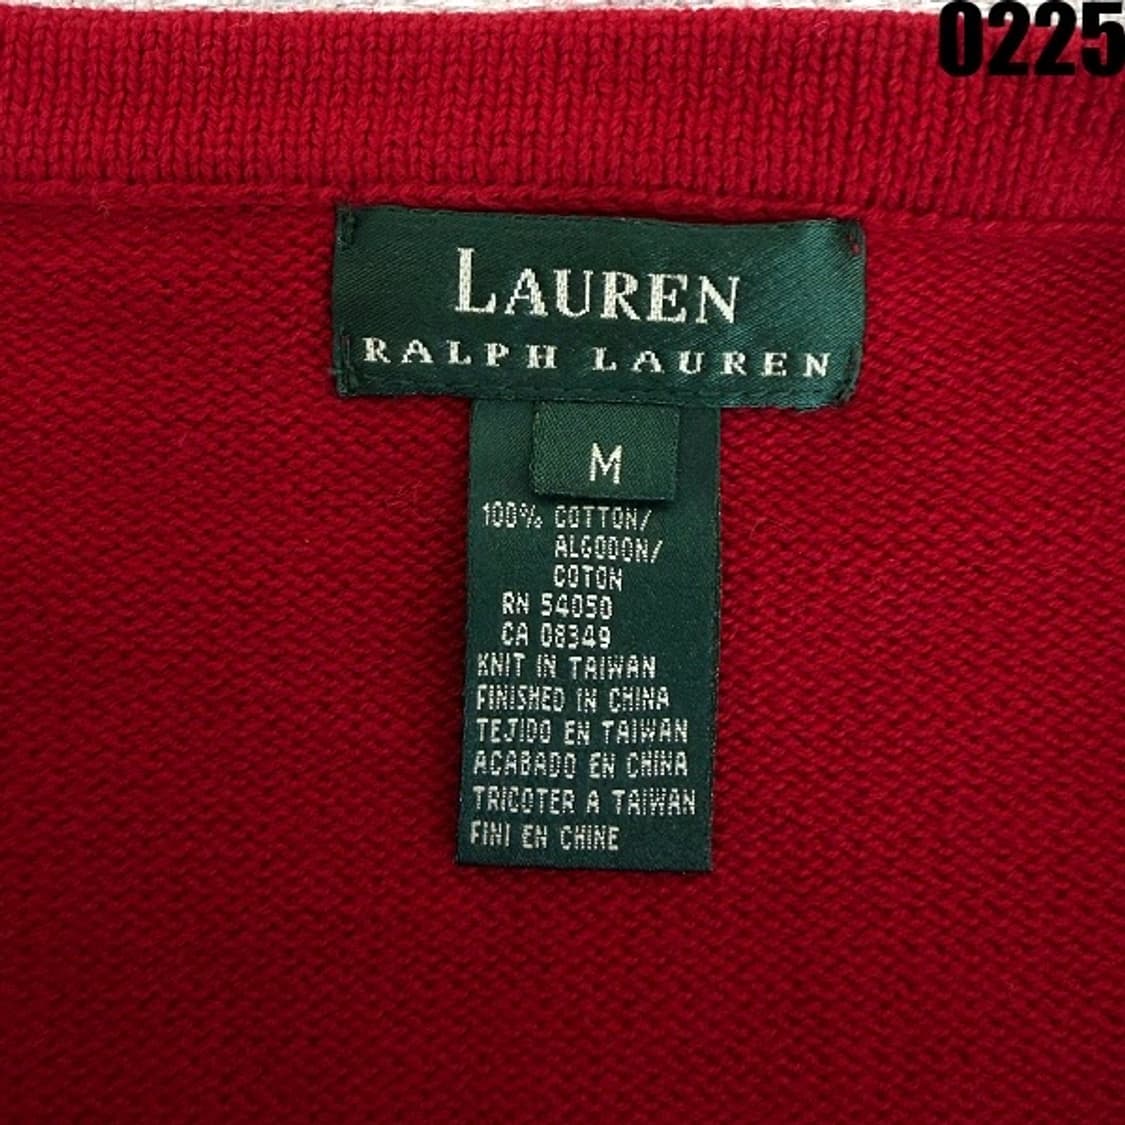 0225
LAUREN
RALPH LAUREN
M
100% COTTON/
ALGODON/
COTON
RN 54050
CA 08349
KNIT IN TAIWAN
FINISHED IN CHINA
TEJIDO EN TAIWAN
ACABADO EN CHINA
TRICOTER A TAIWAN
FINI EN CHINE